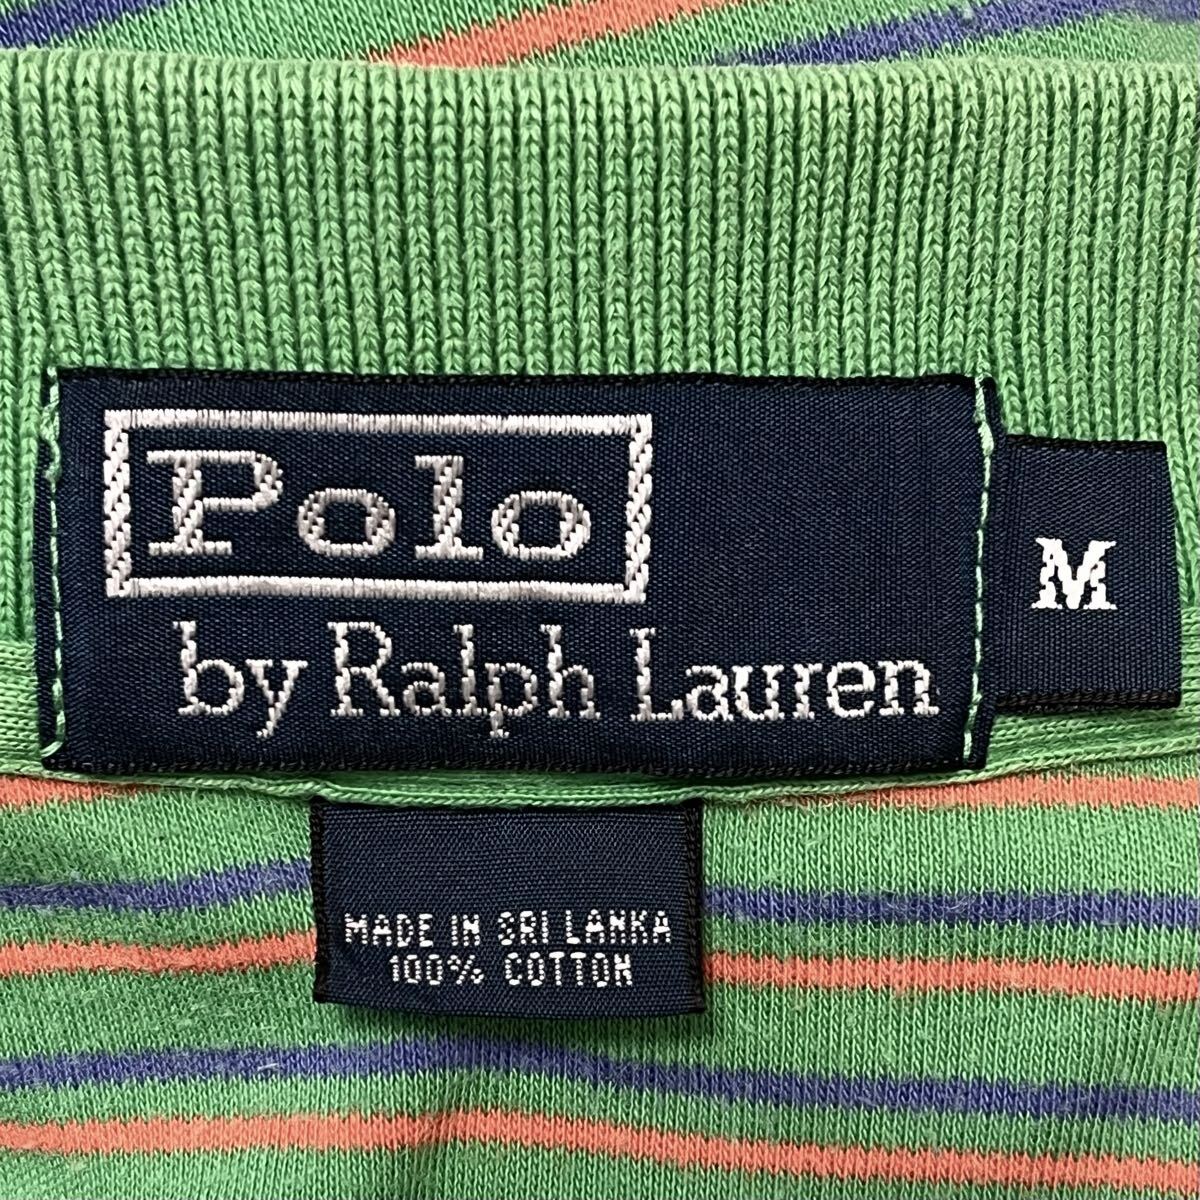 Polo
by Ralph Lauren
M
MADE IN SRI LANKA
100% COTTON